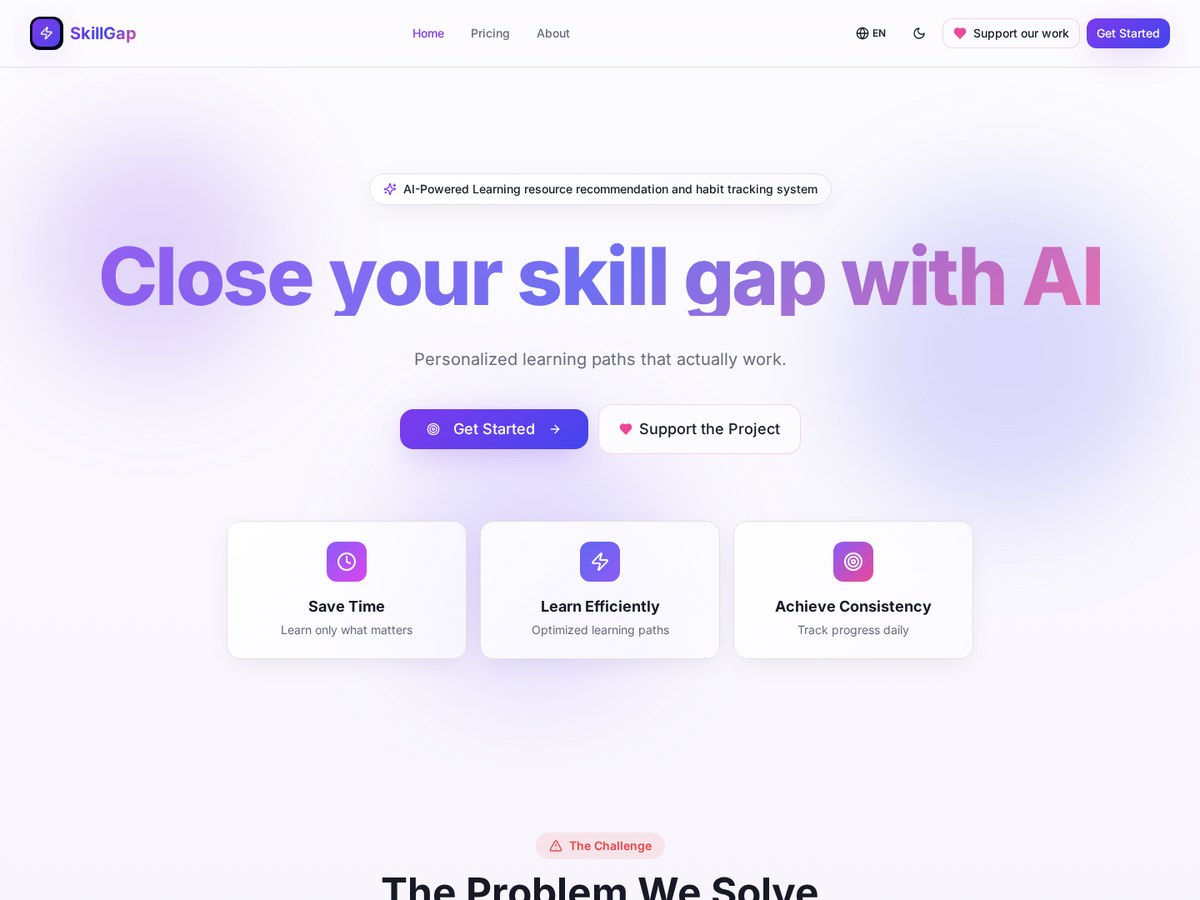 SkillGap
Home
Pricing
About
EN
Support our work
Get Started
AI-Powered Learning resource recommendation and habit tracking system
Close your skill gap with AI
Personalized learning paths that actually work.
Get Started
Support the Project
Save Time
Learn only what matters
Learn Efficiently
Optimized learning paths
Achieve Consistency
Track progress daily
The Challenge
The Problem We Solve